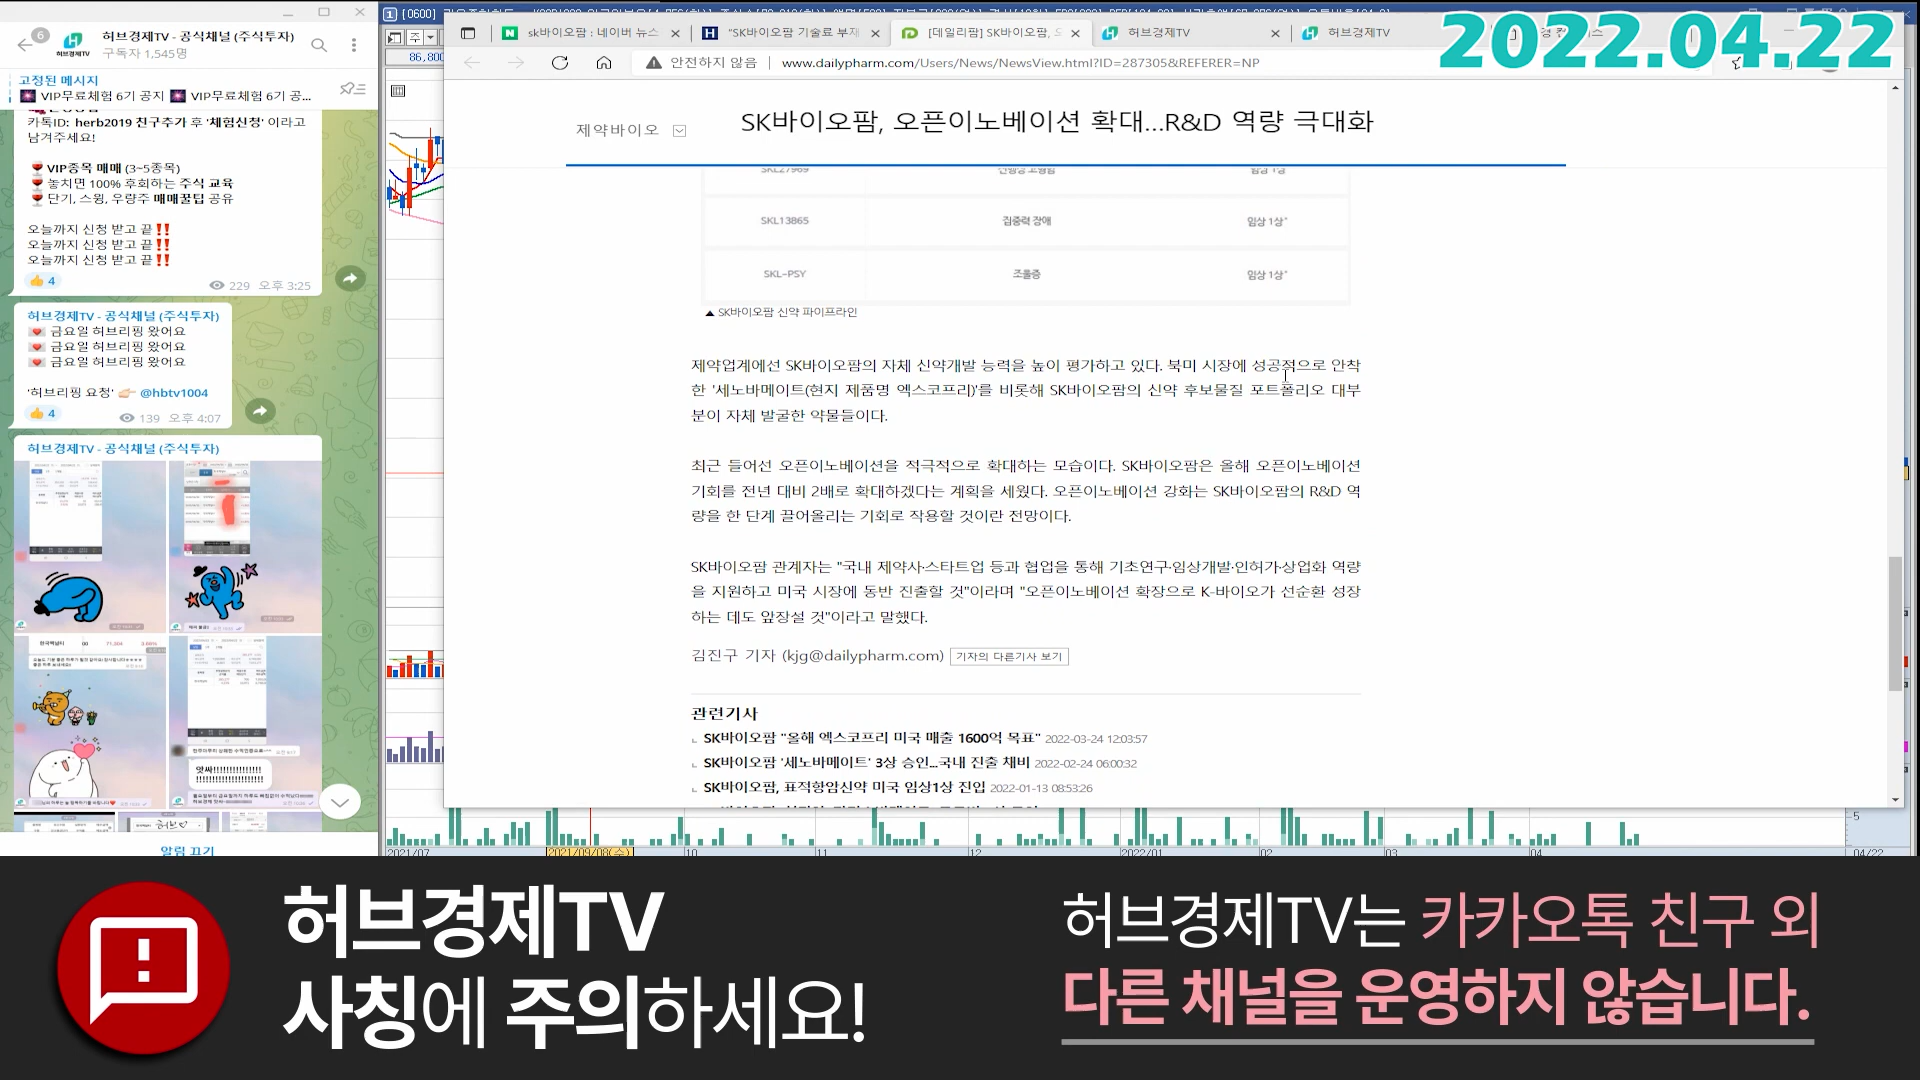 2022.04.22
6
허브경제TV - 공식채널 (주식투자)
구독자 1,545명
고정된 메시지
VIP무료체험 6기 공지 VIP무료체험 6기 공...
카톡ID: herb2019 친구추가 후 '체험신청' 이라고
남겨주세요!
VIP종목 매매 (3~5종목)
놓치면 100% 후회하는 주식 교육
단기, 스윙, 우량주 매매꿀팁 공유
오늘까지 신청 받고 끝‼️
오늘까지 신청 받고 끝‼️
오늘까지 신청 받고 끝‼️
4
229 오후 3:25
허브경제TV - 공식채널 (주식투자)
금요일 허브리핑 왔어요
금요일 허브리핑 왔어요
금요일 허브리핑 왔어요
'허브리핑 요청' 👉 @hbtv1004
4
139 오후 4:07
허브경제TV - 공식채널 (주식투자)
앗싸!!!!!!!!!!!!!!!
알림 끄기
1 [0600]
주
86,800
sk바이오팜 : 네이버 뉴스
"SK바이오팜 기술료 부재
[데일리팜] SK바이오팜, 오
허브경제TV
허브경제TV
안전하지 않음 | www.dailypharm.com/Users/News/NewsView.html?ID=287305&REFERER=NP
제약바이오
SK바이오팜, 오픈이노베이션 확대...R&D 역량 극대화
SKL13865 집중력 장애 임상 1상*
SKL-PSY 조울증 임상 1상*
▲ SK바이오팜 신약 파이프라인
제약업계에선 SK바이오팜의 자체 신약개발 능력을 높이 평가하고 있다. 북미 시장에 성공적으로 안착
한 '세노바메이트(현지 제품명 엑스코프리)'를 비롯해 SK바이오팜의 신약 후보물질 포트폴리오 대부
분이 자체 발굴한 약물들이다.
최근 들어선 오픈이노베이션을 적극적으로 확대하는 모습이다. SK바이오팜은 올해 오픈이노베이션
기회를 전년 대비 2배로 확대하겠다는 계획을 세웠다. 오픈이노베이션 강화는 SK바이오팜의 R&D 역
량을 한 단계 끌어올리는 기회로 작용할 것이란 전망이다.
SK바이오팜 관계자는 "국내 제약사·스타트업 등과 협업을 통해 기초연구·임상개발·인허가·상업화 역량
을 지원하고 미국 시장에 동반 진출할 것"이라며 "오픈이노베이션 확장으로 K-바이오가 선순환 성장
하는 데도 앞장설 것"이라고 말했다.
김진구 기자 (kjg@dailypharm.com) 기자의 다른기사 보기
관련기사
SK바이오팜 "올해 엑스코프리 미국 매출 1600억 목표" 2022-03-24 12:03:57
SK바이오팜 '세노바메이트' 3상 승인...국내 진출 채비 2022-02-24 06:00:32
SK바이오팜, 표적항암신약 미국 임상1상 진입 2022-01-13 08:53:26
5
2021/07 2021/09/08(수) 10 11 12 2022/01 02 03 04 04/22
허브경제TV
사칭에 주의하세요!
허브경제TV는 카카오톡 친구 외
다른 채널을 운영하지 않습니다.